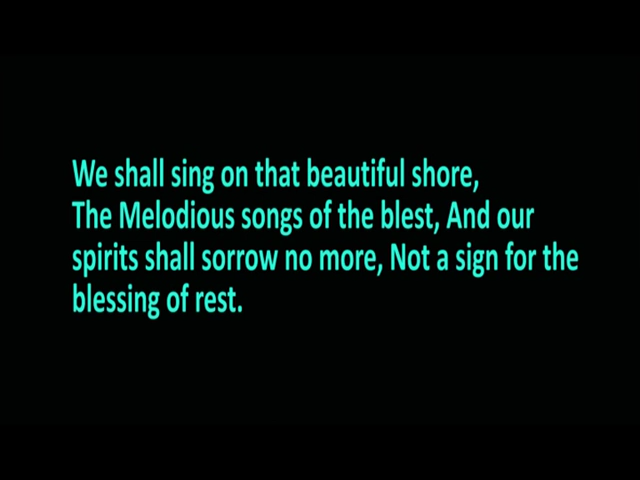 We shall sing on that beautiful shore,
The Melodious songs of the blest, And our
spirits shall sorrow no more, Not a sign for the
blessing of rest.